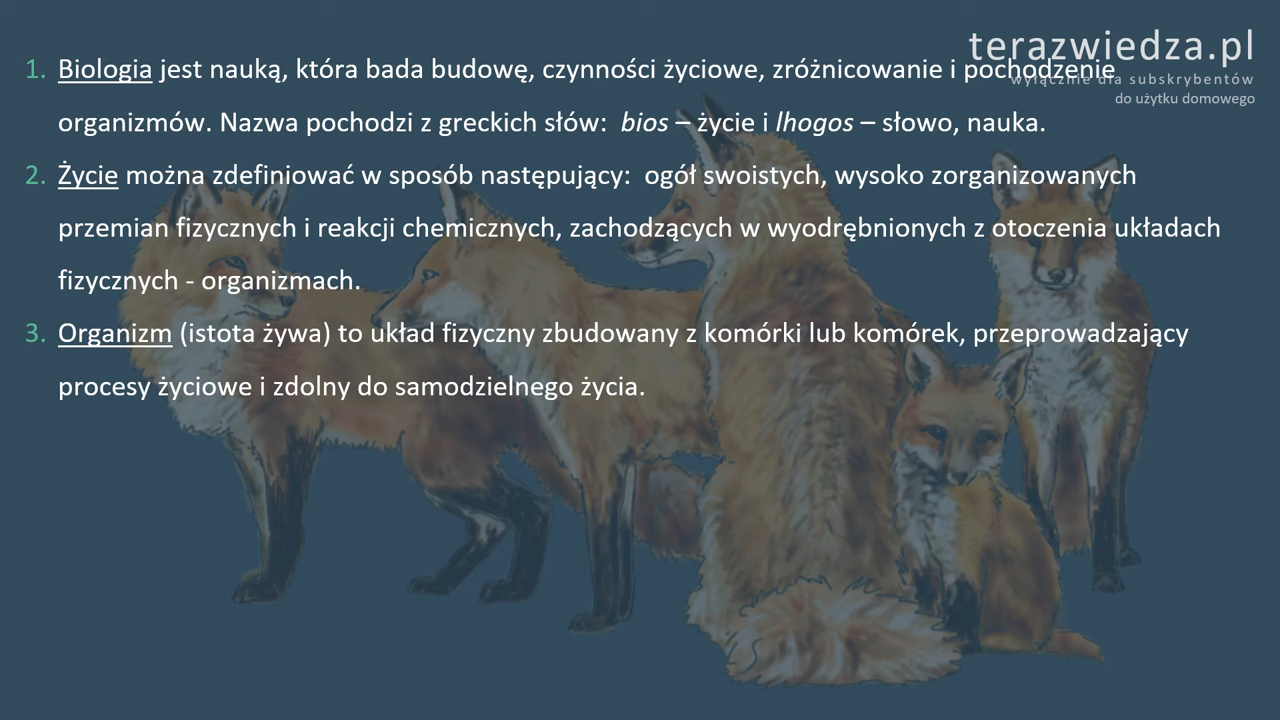 terazwiedza.pl
wyłącznie dla subskrybentów
do użytku domowego
1. Biologia jest nauką, która bada budowę, czynności życiowe, zróżnicowanie i pochodzenie
organizmów. Nazwa pochodzi z greckich słów: bios – życie i lhogos – słowo, nauka.
2. Życie można zdefiniować w sposób następujący: ogół swoistych, wysoko zorganizowanych
przemian fizycznych i reakcji chemicznych, zachodzących w wyodrębnionych z otoczenia układach
fizycznych - organizmach.
3. Organizm (istota żywa) to układ fizyczny zbudowany z komórki lub komórek, przeprowadzający
procesy życiowe i zdolny do samodzielnego życia.